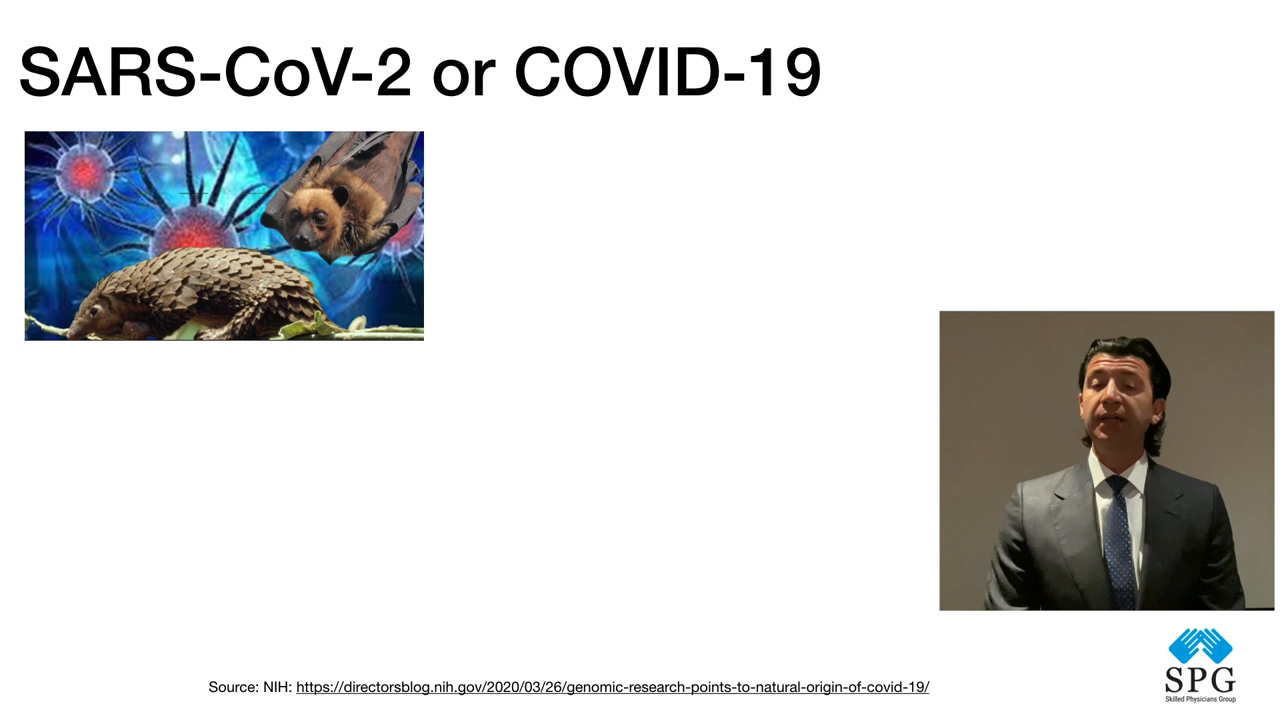 SARS-CoV-2 or COVID-19
Source: NIH: https://directorsblog.nih.gov/2020/03/26/genomic-research-points-to-natural-origin-of-covid-19/
SPG
Skilled Physicians Group